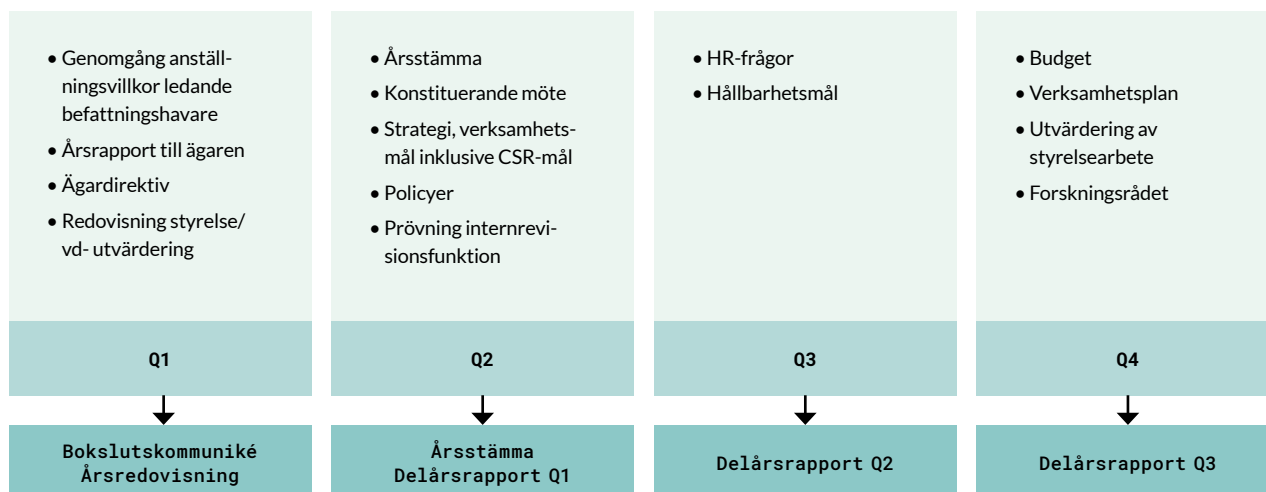 • Genomgång anställ-
ningsvillkor ledande
befattningshavare
• Årsrapport till ägaren
• Ägardirektiv
• Redovisning styrelse/
vd- utvärdering
Q1
Bokslutskommuniké
Årsredovisning
• Årsstämma
• Konstituerande möte
• Strategi, verksamhets-
mål inklusive CSR-mål
• Policyer
• Prövning internrevi-
sionsfunktion
Q2
Årsstämma
Delårsrapport Q1
• HR-frågor
• Hållbarhetsmål
Q3
Delårsrapport Q2
• Budget
• Verksamhetsplan
• Utvärdering av
styrelsearbete
• Forskningsrådet
Q4
Delårsrapport Q3